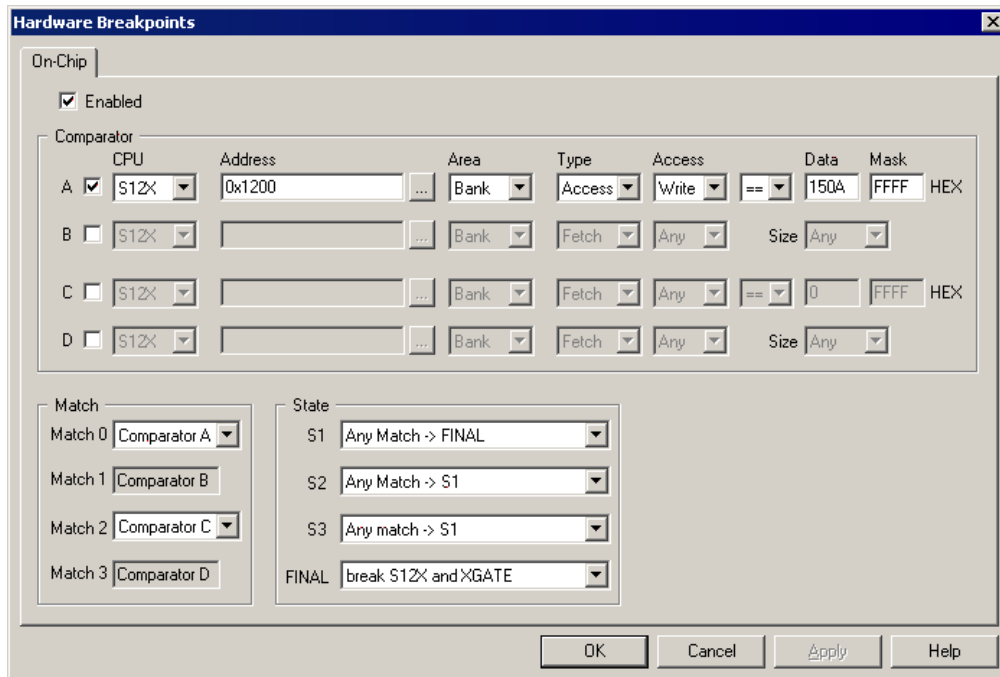 Hardware Breakpoints
On-Chip
Enabled
Comparator
CPU Address Area Type Access Data Mask
A S12X 0x1200 ... Bank Access Write == 150A FFFF HEX
B S12X ... Bank Fetch Any Size Any
C S12X ... Bank Fetch Any == 0 FFFF HEX
D S12X ... Bank Fetch Any Size Any
Match
Match 0 Comparator A
Match 1 Comparator B
Match 2 Comparator C
Match 3 Comparator D
State
S1 Any Match -> FINAL
S2 Any Match -> S1
S3 Any match -> S1
FINAL break S12X and XGATE
OK Cancel Apply Help